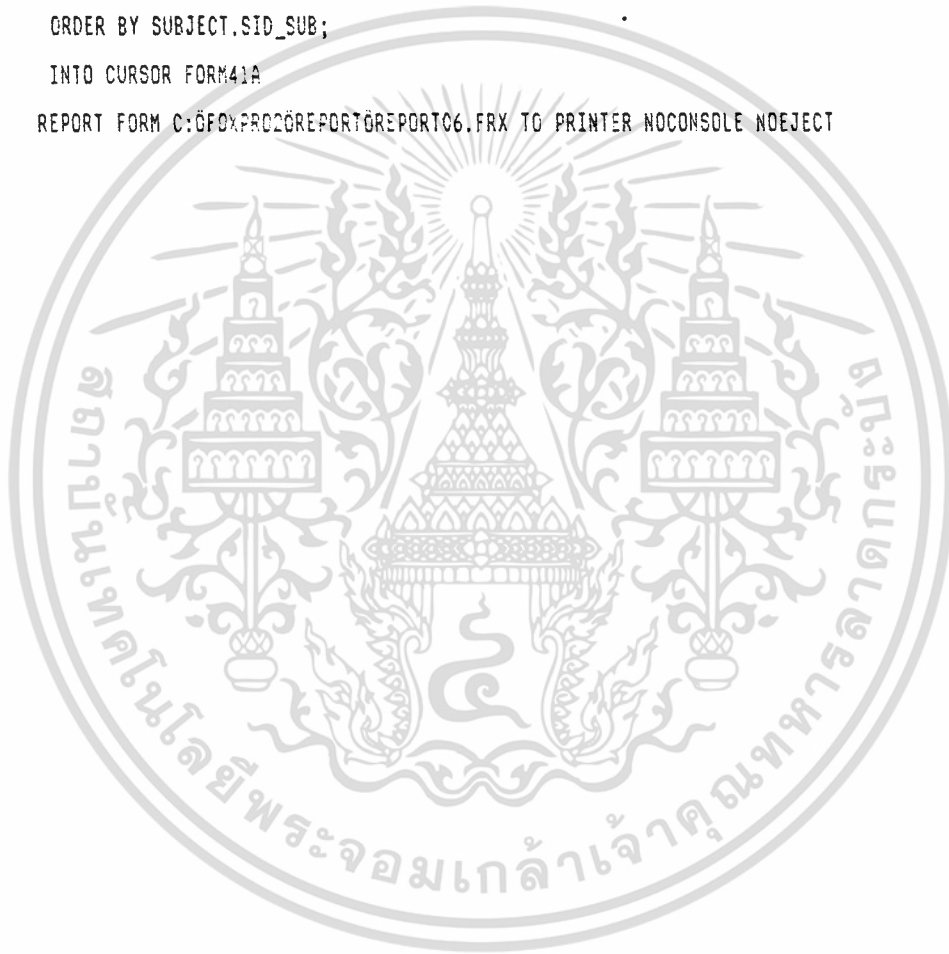 ORDER BY SUBJECT.SID_SUB;
INTO CURSOR FORM41A
REPORT FORM C:ÖFOXPRO2ÖREPORTÖREPORT06.FRX TO PRINTER NOCONSOLE NOEJECT
สถาบันเทคโนโลยีพระจอมเกล้าเจ้าคุณทหารลาดกระบัง